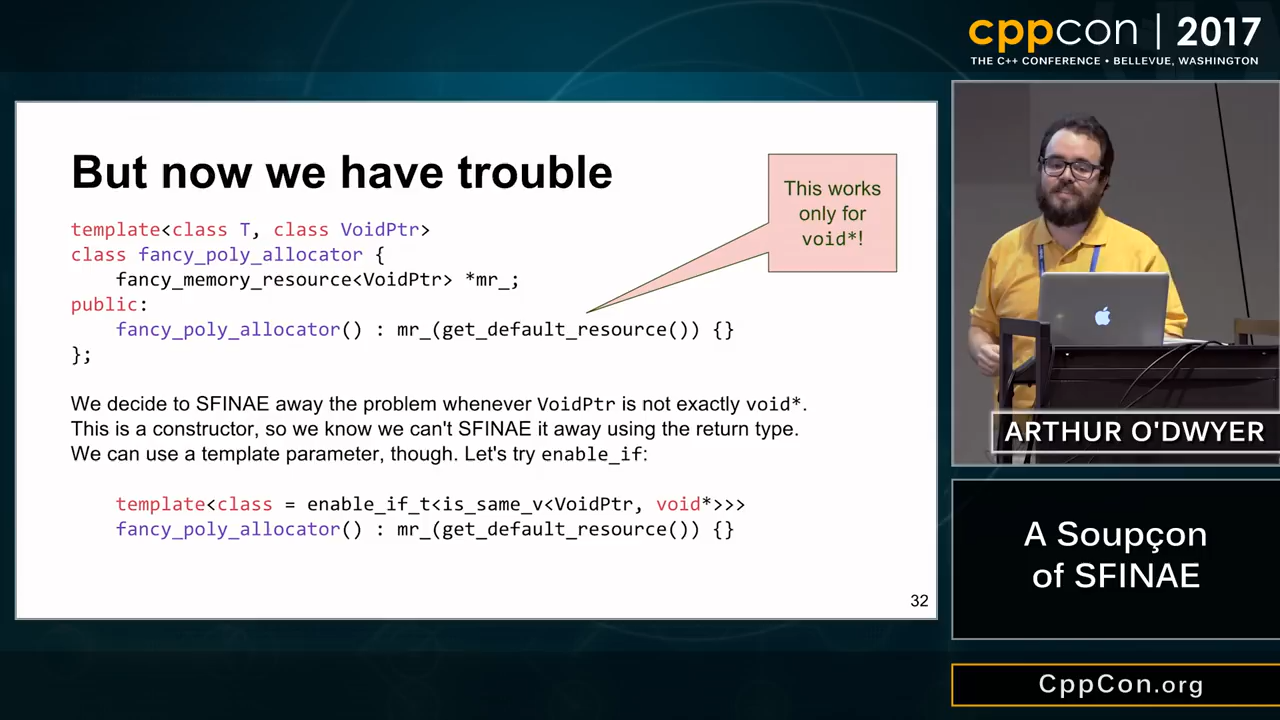 cppcon | 2017
THE C++ CONFERENCE • BELLEVUE, WASHINGTON
But now we have trouble
This works
only for
void*!
template<class T, class VoidPtr>
class fancy_poly_allocator {
    fancy_memory_resource<VoidPtr> *mr_;
public:
    fancy_poly_allocator() : mr_(get_default_resource()) {}
};
We decide to SFINAE away the problem whenever VoidPtr is not exactly void*.
This is a constructor, so we know we can't SFINAE it away using the return type.
We can use a template parameter, though. Let's try enable_if:
    template<class = enable_if_t<is_same_v<VoidPtr, void*>>>
    fancy_poly_allocator() : mr_(get_default_resource()) {}
32
ARTHUR O'DWYER
A Soupçon
of SFINAE
CppCon.org